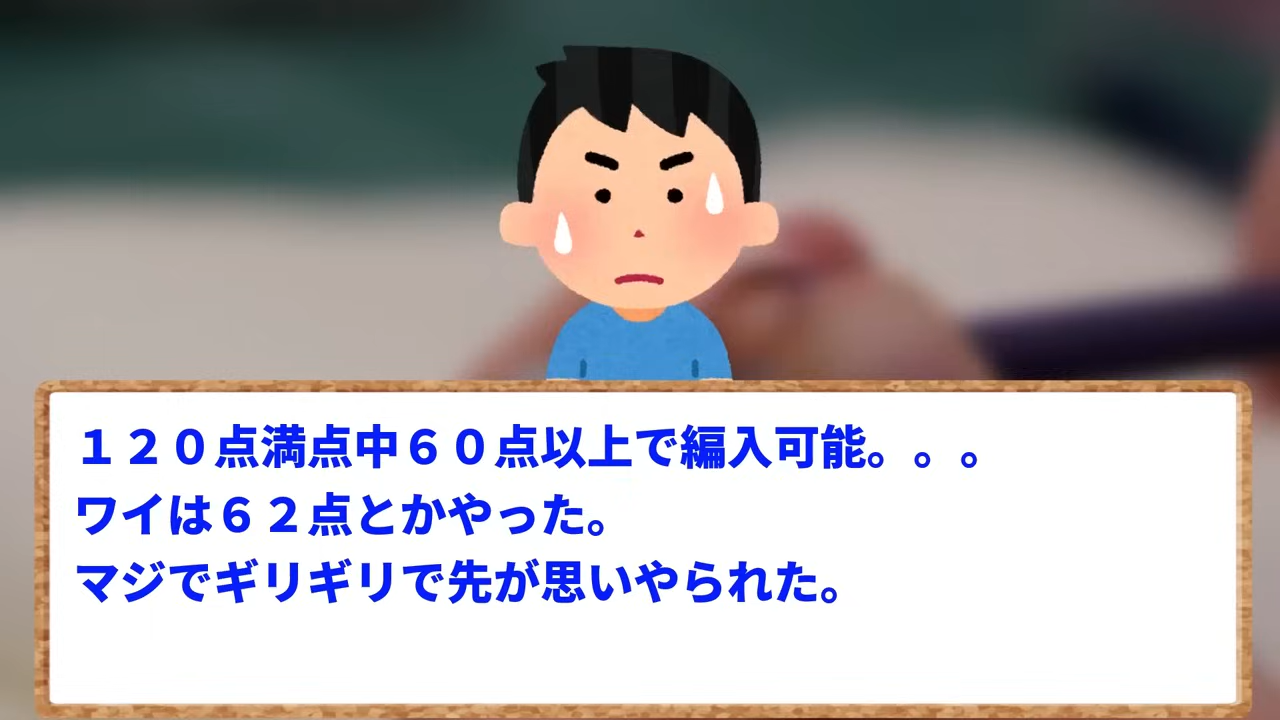 １２０点満点中６０点以上で編入可能。。。
ワイは６２点とかやった。
マジでギリギリで先が思いやられた。